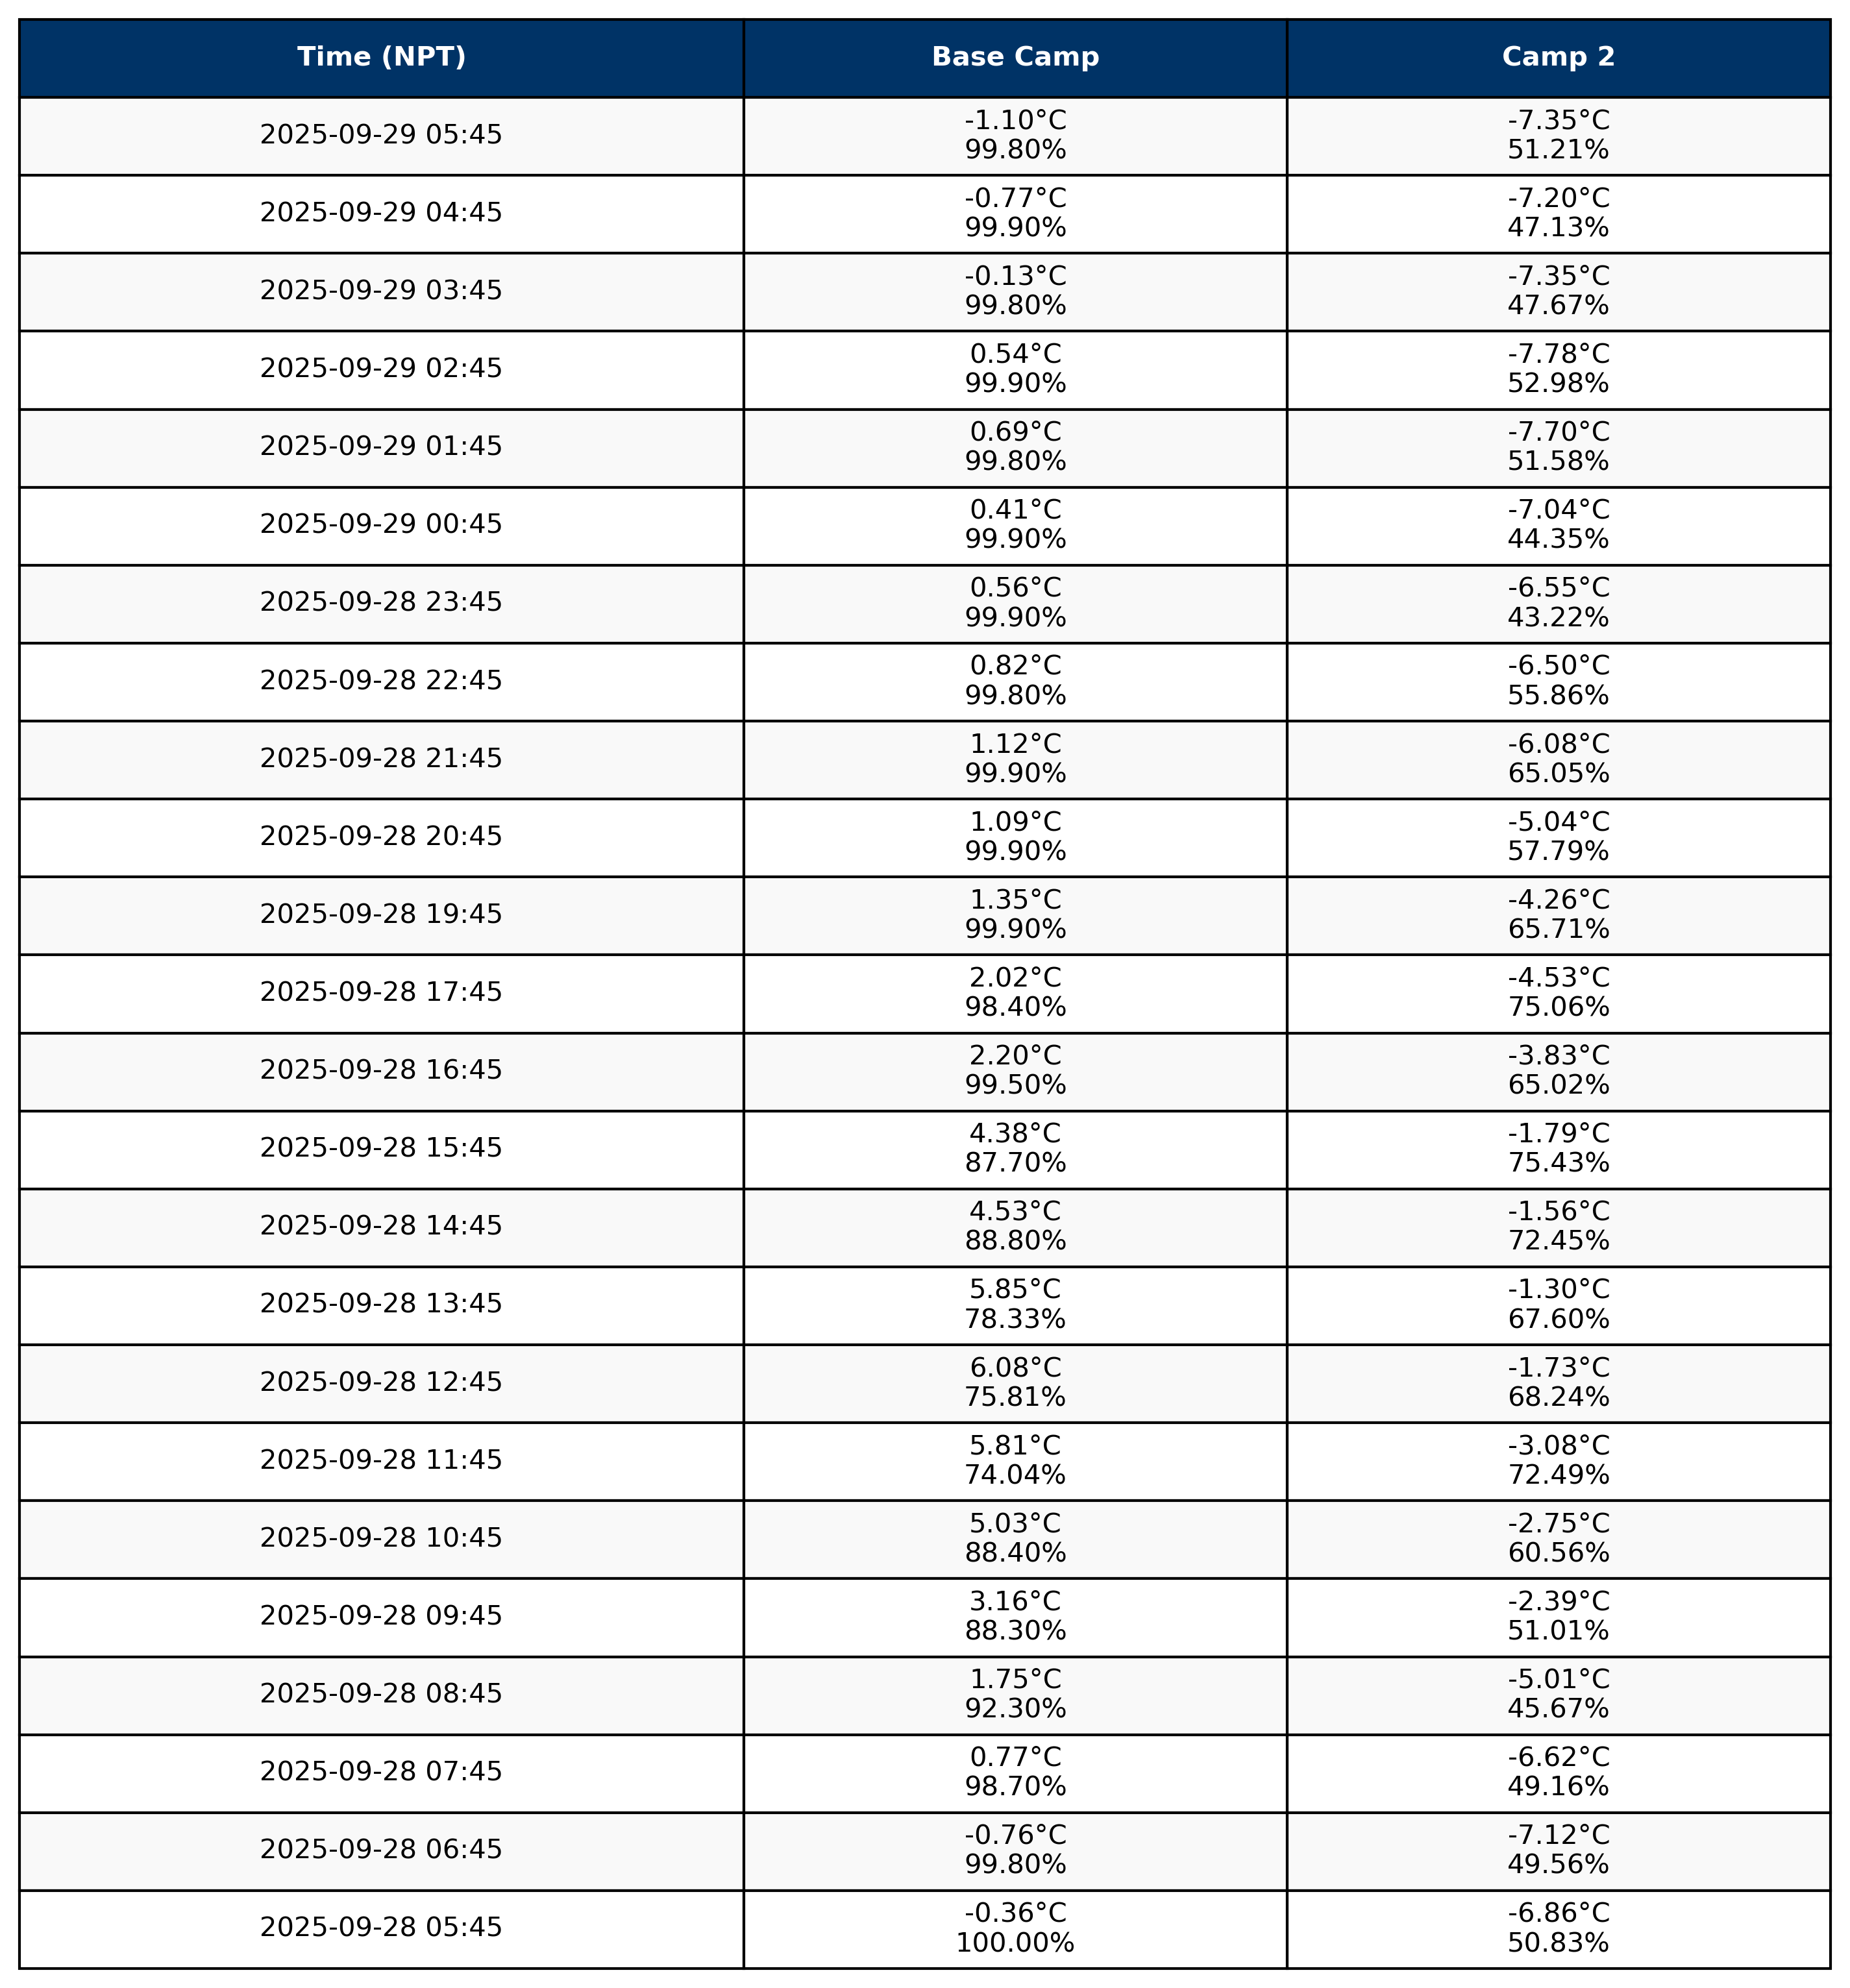 Time (NPT) Base Camp Camp 2
2025-09-29 05:45 -1.10°C -7.35°C
99.80% 51.21%
2025-09-29 04:45 -0.77°C -7.20°C
99.90% 47.13%
2025-09-29 03:45 -0.13°C -7.35°C
99.80% 47.67%
2025-09-29 02:45 0.54°C -7.78°C
99.90% 52.98%
2025-09-29 01:45 0.69°C -7.70°C
99.80% 51.58%
2025-09-29 00:45 0.41°C -7.04°C
99.90% 44.35%
2025-09-28 23:45 0.56°C -6.55°C
99.90% 43.22%
2025-09-28 22:45 0.82°C -6.50°C
99.80% 55.86%
2025-09-28 21:45 1.12°C -6.08°C
99.90% 65.05%
2025-09-28 20:45 1.09°C -5.04°C
99.90% 57.79%
2025-09-28 19:45 1.35°C -4.26°C
99.90% 65.71%
2025-09-28 17:45 2.02°C -4.53°C
98.40% 75.06%
2025-09-28 16:45 2.20°C -3.83°C
99.50% 65.02%
2025-09-28 15:45 4.38°C -1.79°C
87.70% 75.43%
2025-09-28 14:45 4.53°C -1.56°C
88.80% 72.45%
2025-09-28 13:45 5.85°C -1.30°C
78.33% 67.60%
2025-09-28 12:45 6.08°C -1.73°C
75.81% 68.24%
2025-09-28 11:45 5.81°C -3.08°C
74.04% 72.49%
2025-09-28 10:45 5.03°C -2.75°C
88.40% 60.56%
2025-09-28 09:45 3.16°C -2.39°C
88.30% 51.01%
2025-09-28 08:45 1.75°C -5.01°C
92.30% 45.67%
2025-09-28 07:45 0.77°C -6.62°C
98.70% 49.16%
2025-09-28 06:45 -0.76°C -7.12°C
99.80% 49.56%
2025-09-28 05:45 -0.36°C -6.86°C
100.00% 50.83%